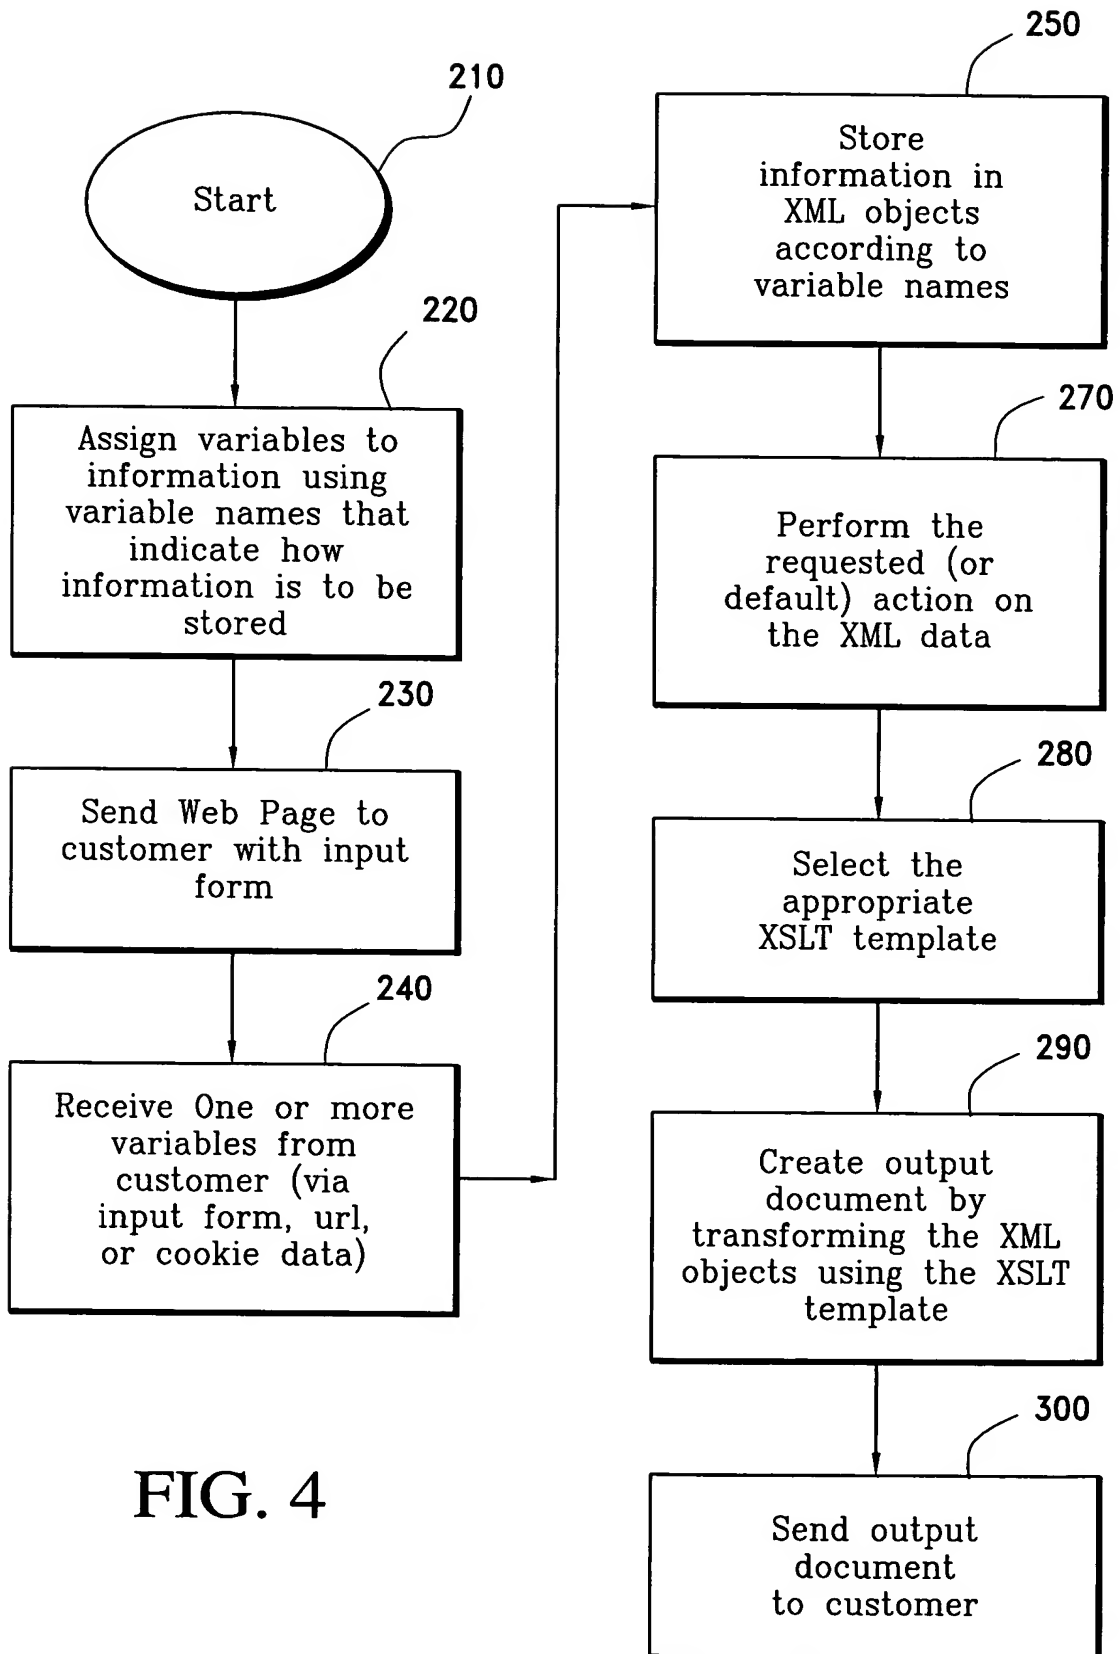 210
Start
220
Assign variables to
information using
variable names that
indicate how
information is to be
stored
230
Send Web Page to
customer with input
form
240
Receive One or more
variables from
customer (via
input form, url,
or cookie data)
250
Store
information in
XML objects
according to
variable names
270
Perform the
requested (or
default) action on
the XML data
280
Select the
appropriate
XSLT template
290
Create output
document by
transforming the XML
objects using the XSLT
template
300
Send output
document
to customer
FIG. 4